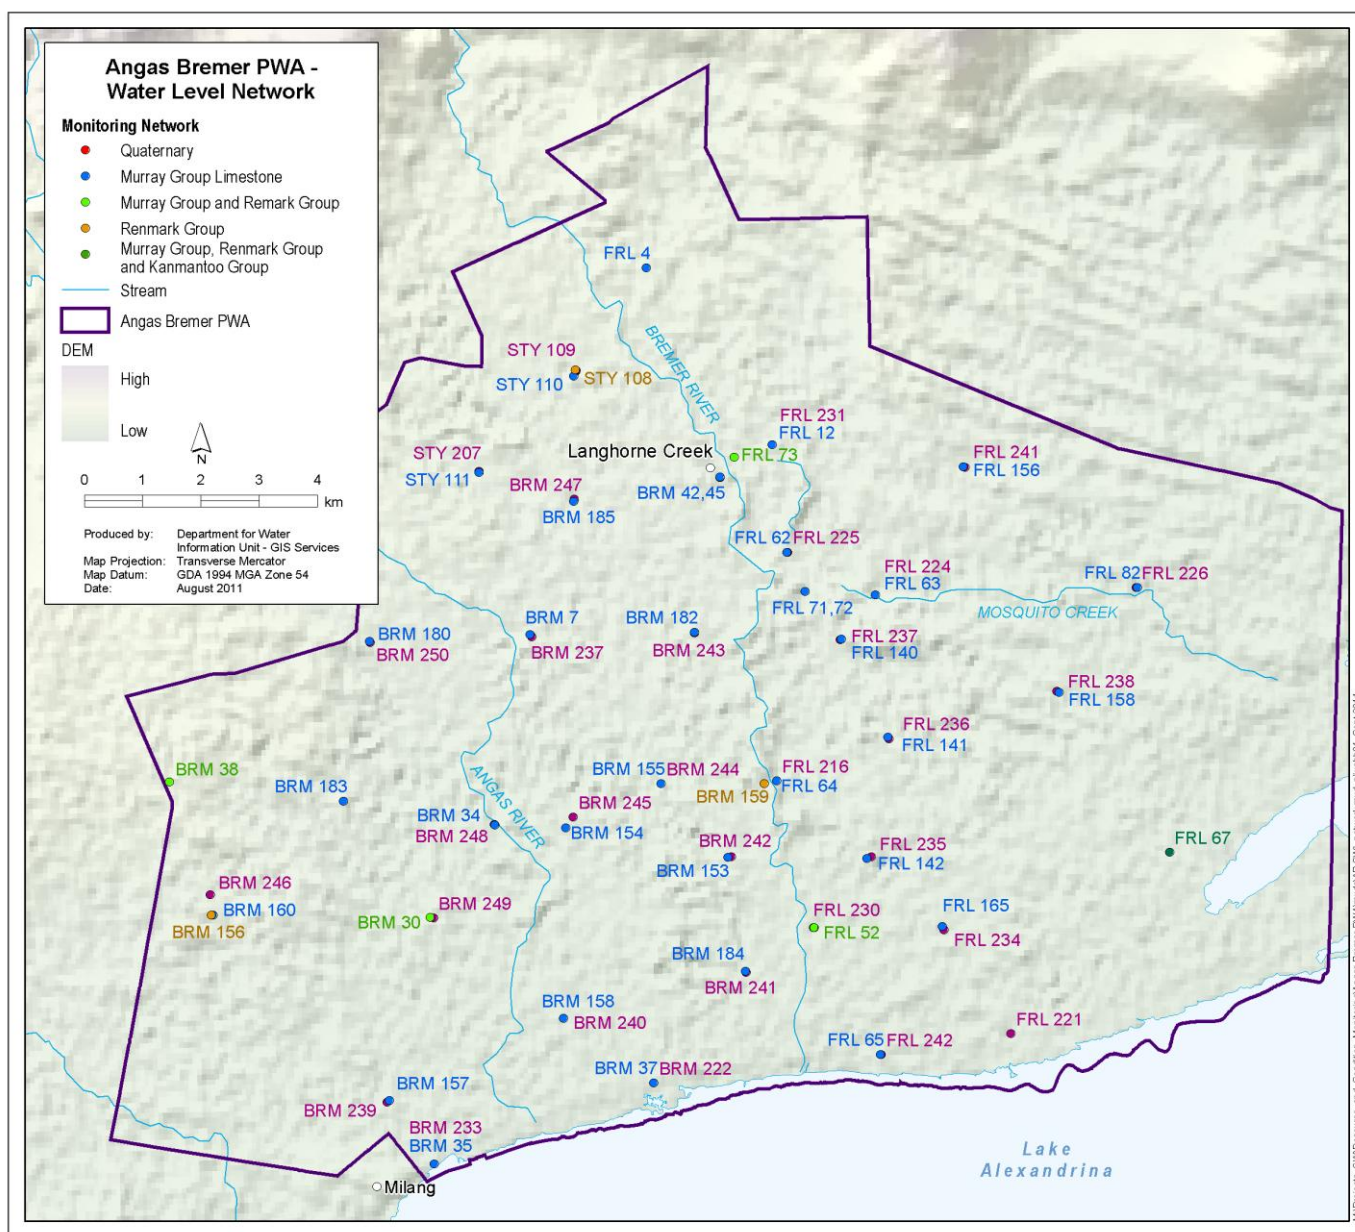 Angas Bremer PWA -
Water Level Network
Monitoring Network
Quaternary
Murray Group Limestone
Murray Group and Remark Group
Renmark Group
Murray Group, Renmark Group
and Kanmantoo Group
Stream
Angas Bremer PWA
DEM
High
Low
N
0 1 2 3 4
km
Produced by: Department for Water
Information Unit - GIS Services
Map Projection: Transverse Mercator
Map Datum: GDA 1994 MGA Zone 54
Date: August 2011
FRL 4
BREMER RIVER
STY 109
STY 110 STY 108
FRL 231
FRL 12
Langhorne Creek
FRL 73
STY 207
STY 111
FRL 241
FRL 156
BRM 247
BRM 185
BRM 42,45
FRL 62 FRL 225
FRL 224
FRL 63
FRL 82 FRL 226
FRL 71,72
MOSQUITO CREEK
BRM 180
BRM 250
BRM 7
BRM 237
BRM 182
BRM 243
FRL 237
FRL 140
FRL 238
FRL 158
FRL 236
FRL 141
BRM 38
BRM 183
ANGAS RIVER
BRM 155 BRM 244
FRL 216
FRL 64
BRM 159
BRM 34
BRM 248
BRM 245
BRM 154
BRM 242
BRM 153
FRL 235
FRL 142
FRL 67
BRM 246
BRM 160
BRM 156
BRM 30 BRM 249
FRL 230
FRL 52
FRL 165
FRL 234
BRM 184
BRM 241
BRM 158
BRM 240
FRL 221
FRL 65 FRL 242
BRM 37 BRM 222
BRM 157
BRM 239
BRM 233
BRM 35
Milang
Lake
Alexandrina